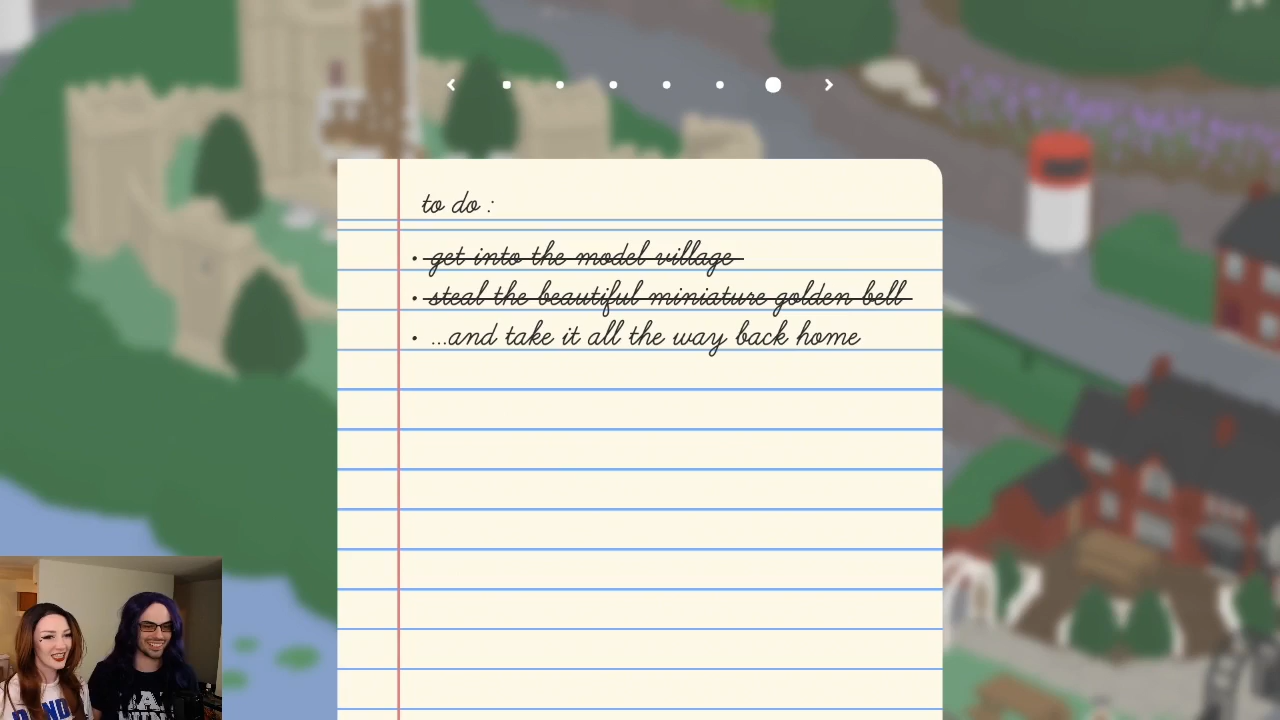 to do :
• get into the model village
• steal the beautiful miniature golden bell
• ...and take it all the way back home